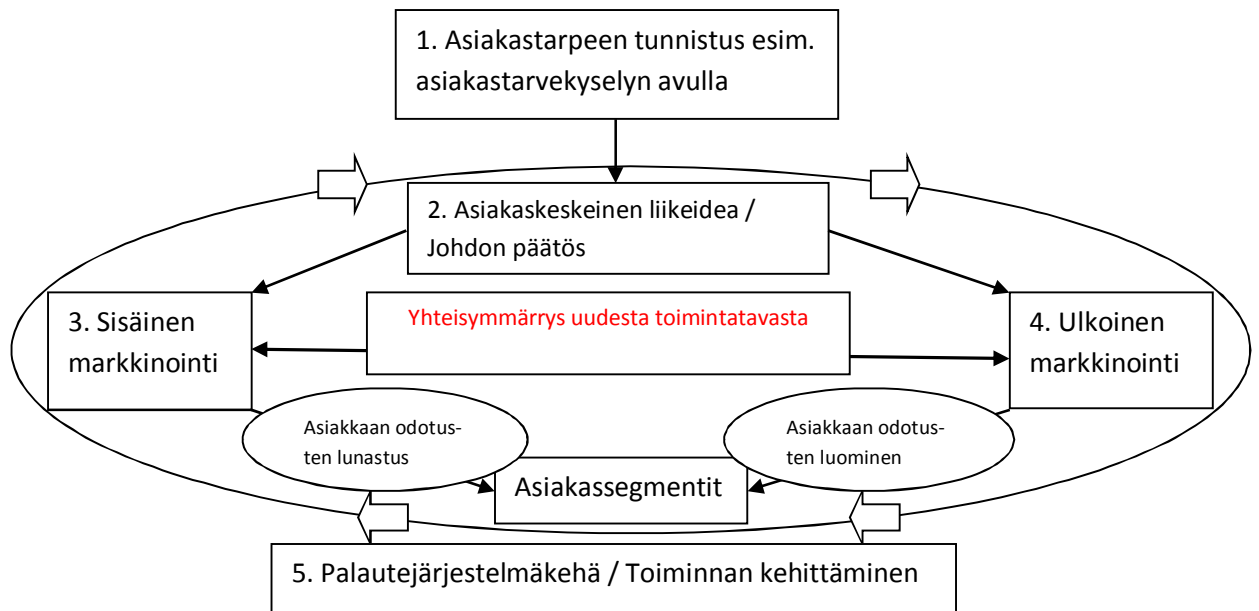 1. Asiakastarpeen tunnistus esim.
asiakastarvekyselyn avulla
2. Asiakaskeskeinen liikeidea /
Johdon päätös
3. Sisäinen
markkinointi
Yhteisymmärrys uudesta toimintatavasta
4. Ulkoinen
markkinointi
Asiakkaan odotus-
ten lunastus
Asiakkaan odotus-
ten luominen
Asiakassegmentit
5. Palautejärjestelmäkehä / Toiminnan kehittäminen